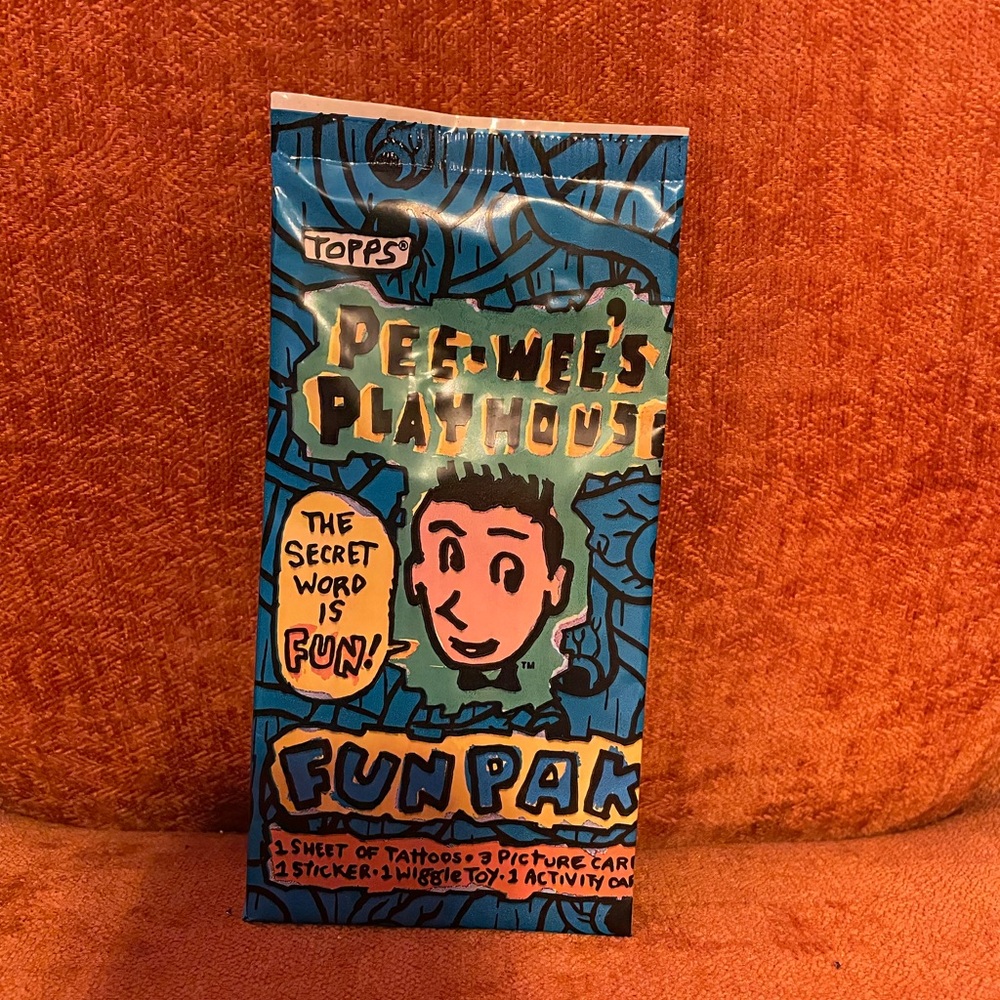 TOPPS®
PEE-WEE'S
PLAYHOUSE
THE
SECRET
WORD IS
FUN!
™
FUN PAK
1 SHEET OF TATTOOS • 3 PICTURE CAR
1 STICKER • 1 WIGGLE TOY • 1 ACTIVITY CAR